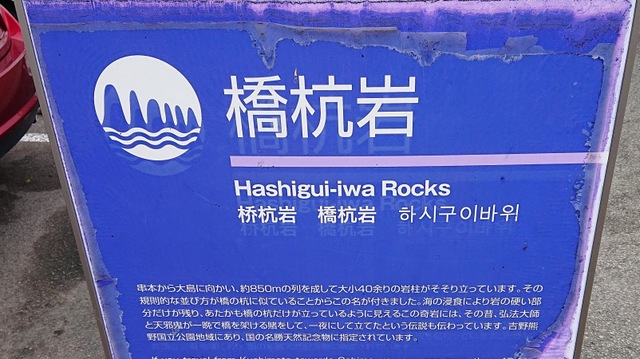 橋杭岩
Hashigui-iwa Rocks
桥杭岩 橋杭岩 하시구이바위
串本から大島に向かい、約850mの列を成して大小40余りの岩柱がそそり立っています。その
規則的な並び方が橋の杭に似ていることからこの名が付きました。海の浸食により岩の硬い部
分だけが残り、あたかも橋の杭だけが立っているように見えるこの奇岩には、その昔、弘法大師
と天邪鬼が一晩で橋を架ける賭をして、一夜にして立てたという伝説も伝わっています。吉野熊
野国立公園地域にあり、国の名勝天然記念物に指定されています。
If you travel from Kushimoto towards